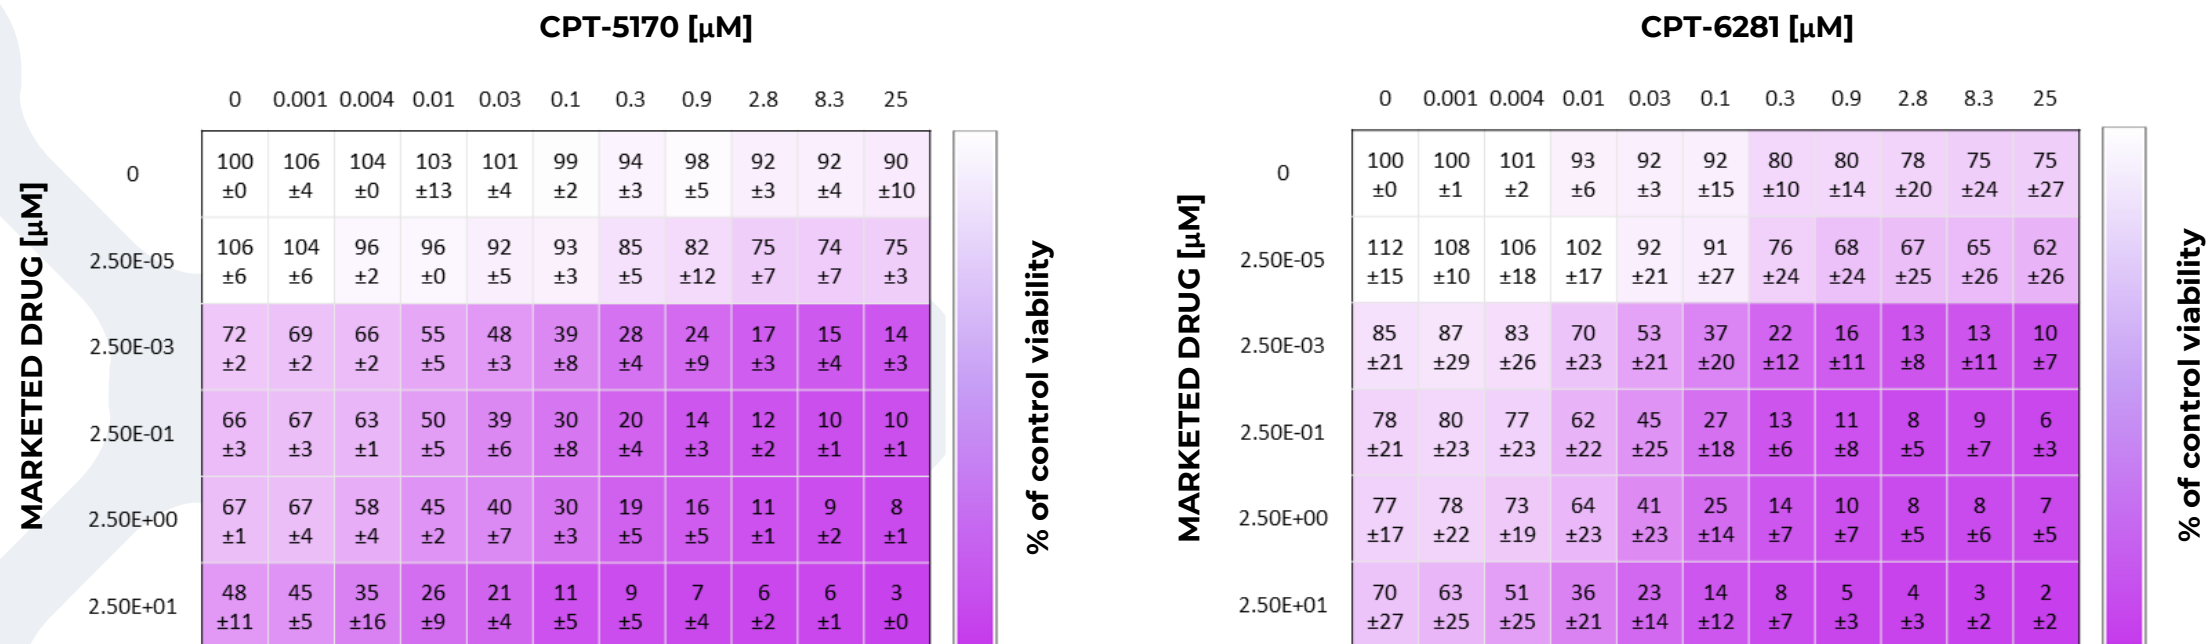 CPT-5170 [μM]
0 0.001 0.004 0.01 0.03 0.1 0.3 0.9 2.8 8.3 25
MARKETED DRUG [μM]
0
100 106 104 103 101 99 94 98 92 92 90
±0 ±4 ±0 ±13 ±4 ±2 ±3 ±5 ±3 ±4 ±10
2.50E-05
106 104 96 96 92 93 85 82 75 74 75
±6 ±6 ±2 ±0 ±5 ±3 ±5 ±12 ±7 ±7 ±3
2.50E-03
72 69 66 55 48 39 28 24 17 15 14
±2 ±2 ±2 ±5 ±3 ±8 ±4 ±9 ±3 ±4 ±3
2.50E-01
66 67 63 50 39 30 20 14 12 10 10
±3 ±3 ±1 ±5 ±6 ±8 ±4 ±3 ±2 ±1 ±1
2.50E+00
67 67 58 45 40 30 19 16 11 9 8
±1 ±4 ±4 ±2 ±7 ±3 ±5 ±5 ±1 ±2 ±1
2.50E+01
48 45 35 26 21 11 9 7 6 6 3
±11 ±5 ±16 ±9 ±4 ±5 ±5 ±4 ±2 ±1 ±0
% of control viability
CPT-6281 [μM]
0 0.001 0.004 0.01 0.03 0.1 0.3 0.9 2.8 8.3 25
MARKETED DRUG [μM]
0
100 100 101 93 92 92 80 80 78 75 75
±0 ±1 ±2 ±6 ±3 ±15 ±10 ±14 ±20 ±24 ±27
2.50E-05
112 108 106 102 92 91 76 68 67 65 62
±15 ±10 ±18 ±17 ±21 ±27 ±24 ±24 ±25 ±26 ±26
2.50E-03
85 87 83 70 53 37 22 16 13 13 10
±21 ±29 ±26 ±23 ±21 ±20 ±12 ±11 ±8 ±11 ±7
2.50E-01
78 80 77 62 45 27 13 11 8 9 6
±21 ±23 ±23 ±22 ±25 ±18 ±6 ±8 ±5 ±7 ±3
2.50E+00
77 78 73 64 41 25 14 10 8 8 7
±17 ±22 ±19 ±23 ±23 ±14 ±7 ±7 ±5 ±6 ±5
2.50E+01
70 63 51 36 23 14 8 5 4 3 2
±27 ±25 ±25 ±21 ±14 ±12 ±7 ±3 ±3 ±2 ±2
% of control viability